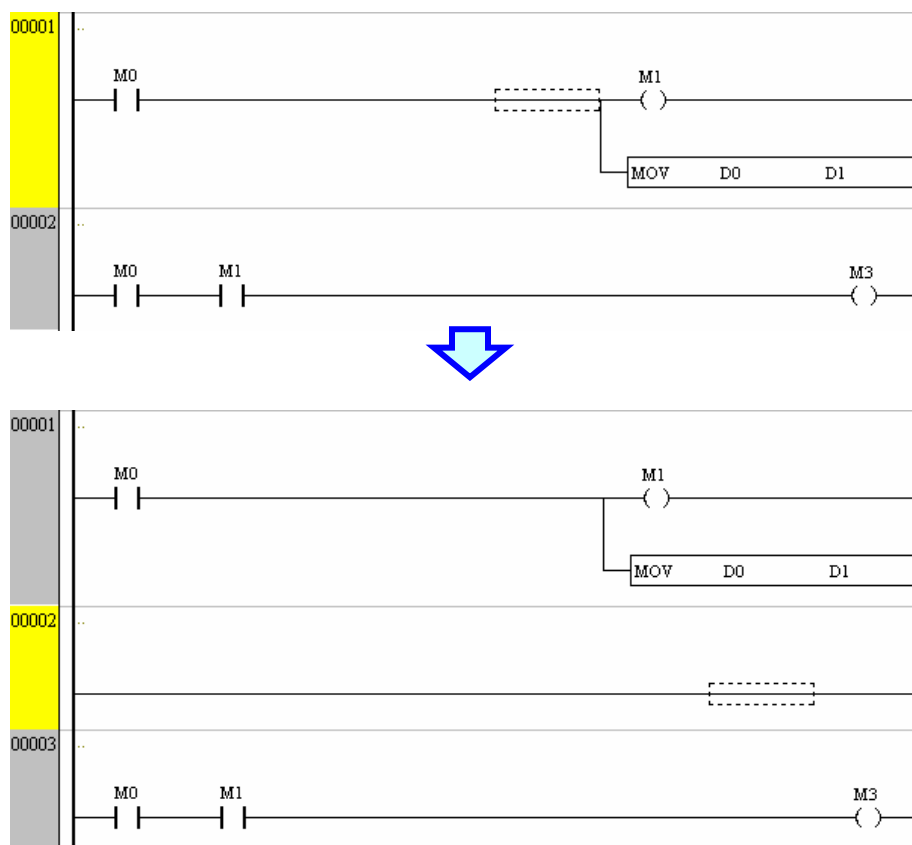 00001
..
M0 M1
( )
MOV D0 D1
00002
..
M0 M1 M3
( )
00001
..
M0 M1
( )
MOV D0 D1
00002
..
00003
..
M0 M1 M3
( )